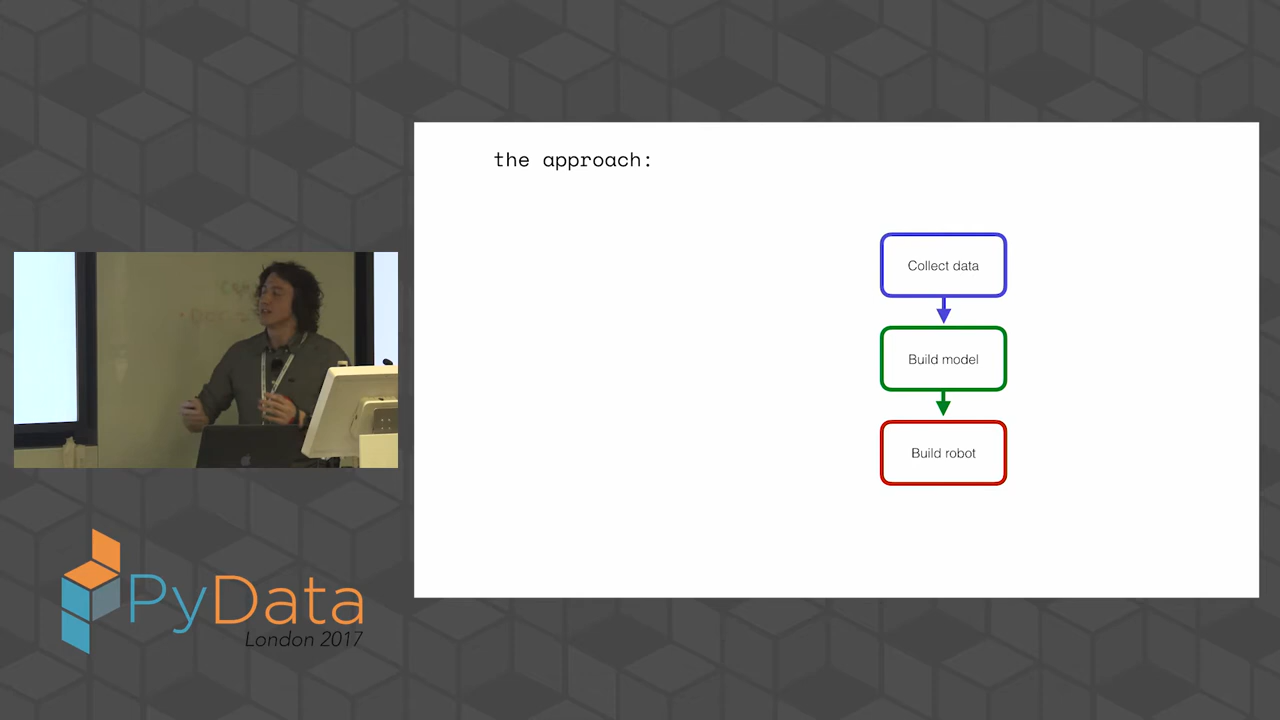 the approach:
Collect data
Build model
Build robot
PyData
London 2017